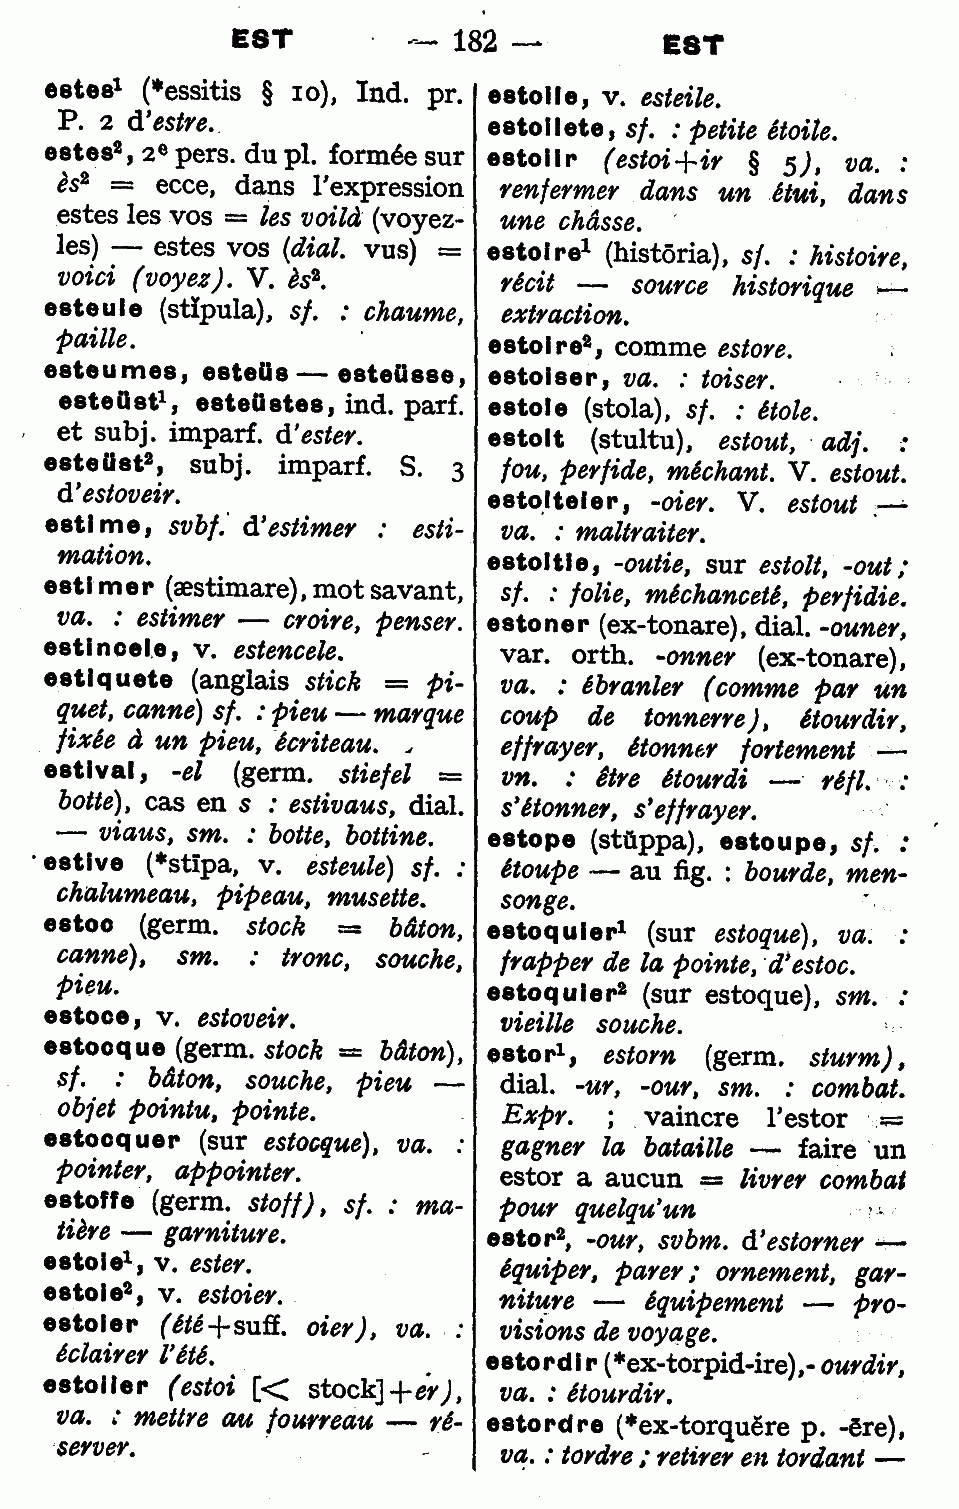 EST — 182 — EST
estes¹ (*essitis § 10), Ind. pr.
P. 2 d'estre.
estes², 2ᵉ pers. du pl. formée sur
ès² = ecce, dans l'expression
estes les vos = les voilà (voyez-
les) — estes vos (dial. vus) =
voici (voyez). V. ès².
esteule (stĭpula), sf. : chaume,
paille.
esteumes, esteüs — esteüsse,
esteüst¹, esteüstes, ind. parf.
et subj. imparf. d'ester.
esteüst², subj. imparf. S. 3
d'estoveir.
estime, svbf. d'estimer : esti-
mation.
estimer (æstimare), mot savant,
va. : estimer — croire, penser.
estincele, v. estencele.
estiquete (anglais stick = pi-
quet, canne) sf. : pieu — marque
fixée à un pieu, écriteau.
estival, -el (germ. stiefel =
botte), cas en s : estivaus, dial.
— viaus, sm. : botte, bottine.
estive (*stīpa, v. esteule) sf. :
chalumeau, pipeau, musette.
estoc (germ. stock = bâton,
canne), sm. : tronc, souche,
pieu.
estoce, v. estoveir.
estocque (germ. stock = bâton),
sf. : bâton, souche, pieu —
objet pointu, pointe.
estocquer (sur estocque), va. :
pointer, appointer.
estoffe (germ. stoff), sf. : ma-
tière — garniture.
estoie¹, v. ester.
estoie², v. estoier.
estoier (été+suff. oier), va. :
éclairer l'été.
estoiier (estoi [< stock]+er),
va. : mettre au fourreau — ré-
server.
estoile, v. esteile.
estoilete, sf. : petite étoile.
estoiir (estoi+ir § 5), va. :
renfermer dans un étui, dans
une châsse.
estoire¹ (histōria), sf. : histoire,
récit — source historique —
extraction.
estoire², comme estore.
estoiser, va. : toiser.
estole (stola), sf. : étole.
estolt (stultu), estout, adj. :
fou, perfide, méchant. V. estout.
estolteier, -oier. V. estout —
va. : maltraiter.
estoltie, -outie, sur estolt, -out ;
sf. : folie, méchanceté, perfidie.
estoner (ex-tonare), dial. -ouner,
var. orth. -onner (ex-tonare),
va. : ébranler (comme par un
coup de tonnerre), étourdir,
effrayer, étonner fortement —
vn. : être étourdi — réfl. :
s'étonner, s'effrayer.
estope (stŭppa), estoupe, sf. :
étoupe — au fig. : bourde, men-
songe.
estoquier¹ (sur estoque), va. :
frapper de la pointe, d'estoc.
estoquier² (sur estoque), sm. :
vieille souche.
estor¹, estorn (germ. sturm),
dial. -ur, -our, sm. : combat.
Expr. ; vaincre l'estor =
gagner la bataille — faire un
estor a aucun = livrer combat
pour quelqu'un
estor², -our, svbm. d'estorner —
équiper, parer ; ornement, gar-
niture — équipement — pro-
visions de voyage.
estordir (*ex-torpid-ire), - ourdir,
va. : étourdir.
estordre (*ex-torquĕre p. -ēre),
va. : tordre ; retirer en tordant —